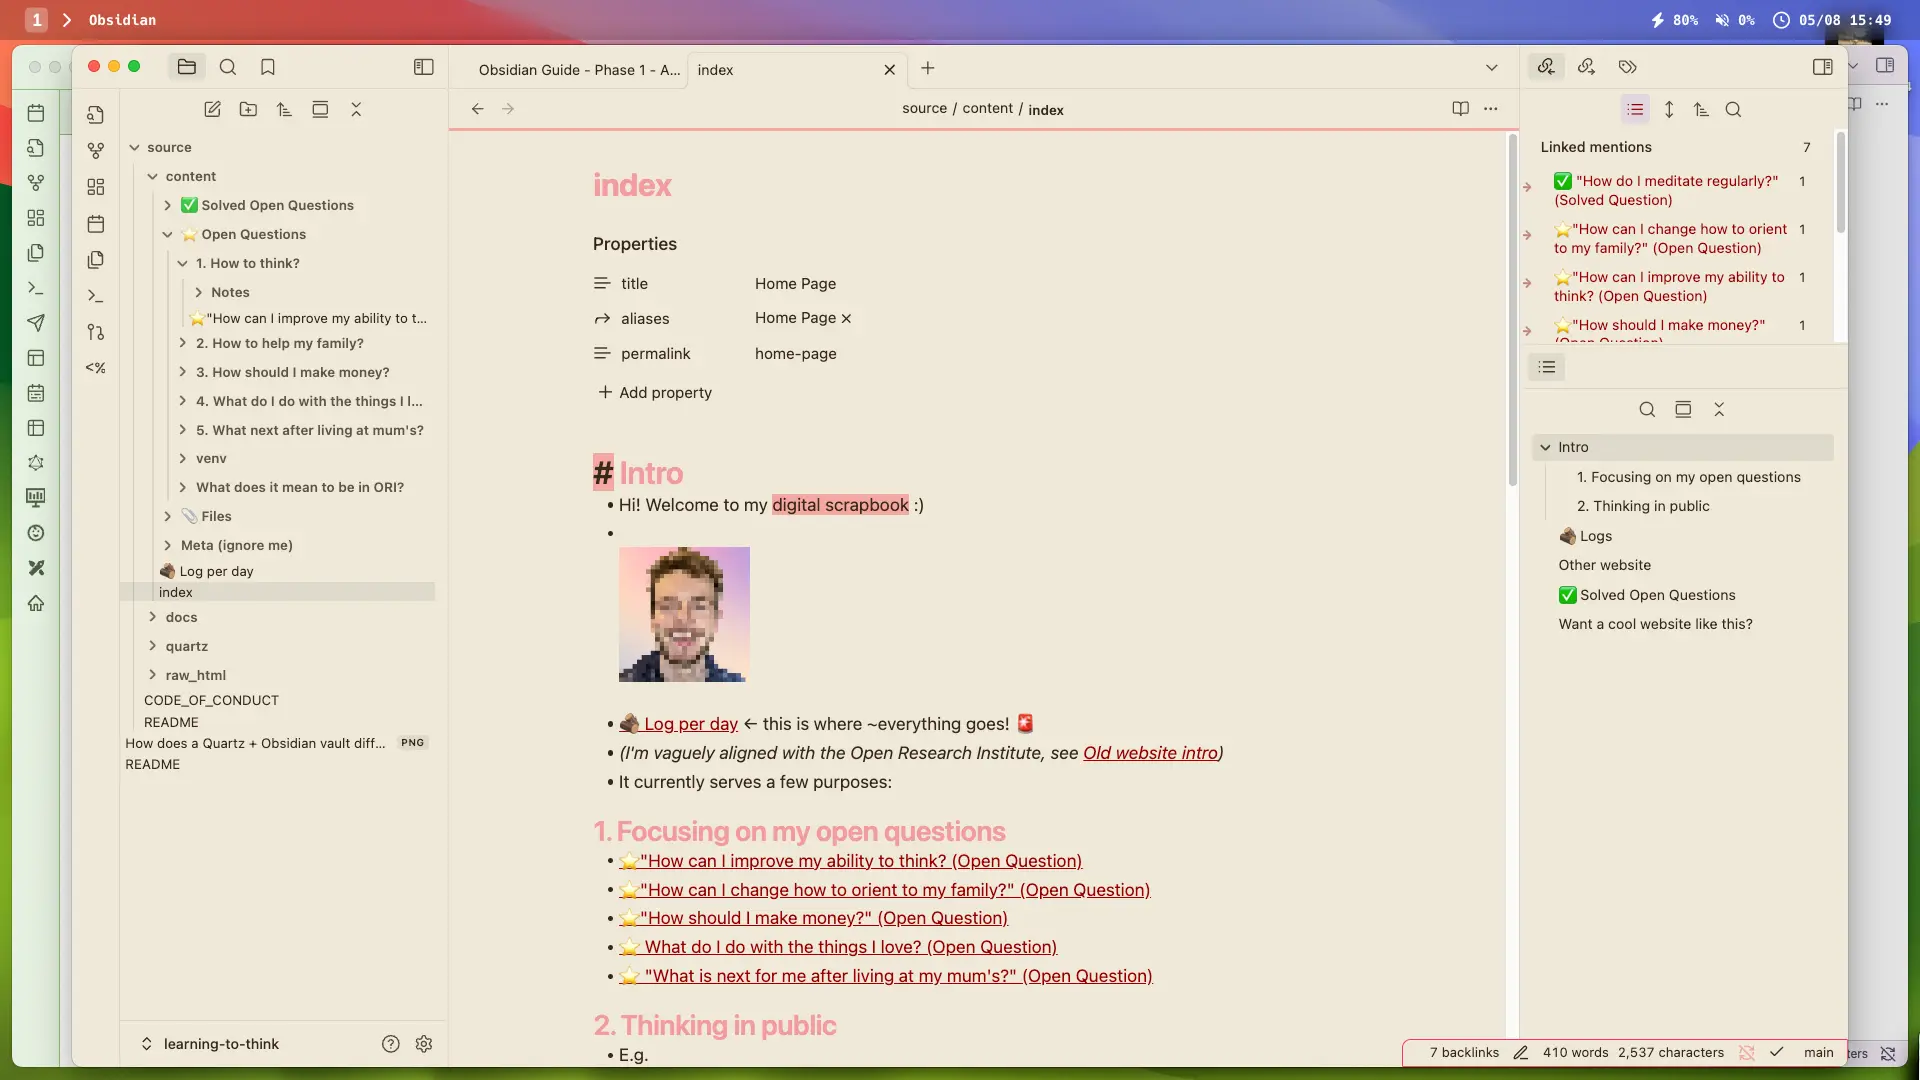 1 Obsidian
80% 0% 05/08 15:49
Obsidian Guide - Phase 1 - A...
index
source / content / index
source
content
✅ Solved Open Questions
⭐ Open Questions
1. How to think?
Notes
⭐"How can I improve my ability to t...
2. How to help my family?
3. How should I make money?
4. What do I do with the things I l...
5. What next after living at mum's?
venv
What does it mean to be in ORI?
📎 Files
Meta (ignore me)
🪵 Log per day
index
docs
quartz
raw_html
CODE_OF_CONDUCT
README
How does a Quartz + Obsidian vault diff... PNG
README
learning-to-think
<%
index
Properties
title Home Page
aliases Home Page
permalink home-page
Add property
# Intro
• Hi! Welcome to my digital scrapbook :)
•
• 🪵 Log per day ← this is where ~everything goes! 🚨
• (I'm vaguely aligned with the Open Research Institute, see Old website intro)
• It currently serves a few purposes:
1. Focusing on my open questions
• ⭐"How can I improve my ability to think? (Open Question)
• ⭐"How can I change how to orient to my family?" (Open Question)
• ⭐"How should I make money?" (Open Question)
• ⭐ What do I do with the things I love? (Open Question)
• ⭐ "What is next for me after living at my mum's?" (Open Question)
2. Thinking in public
• E.g.
Linked mentions 7
✅ "How do I meditate regularly?" 1
(Solved Question)
⭐"How can I change how to orient 1
to my family?" (Open Question)
⭐"How can I improve my ability to 1
think? (Open Question)
⭐"How should I make money?" 1
(Open Question)
Intro
1. Focusing on my open questions
2. Thinking in public
🪵 Logs
Other website
✅ Solved Open Questions
Want a cool website like this?
7 backlinks 410 words 2,537 characters main
ters